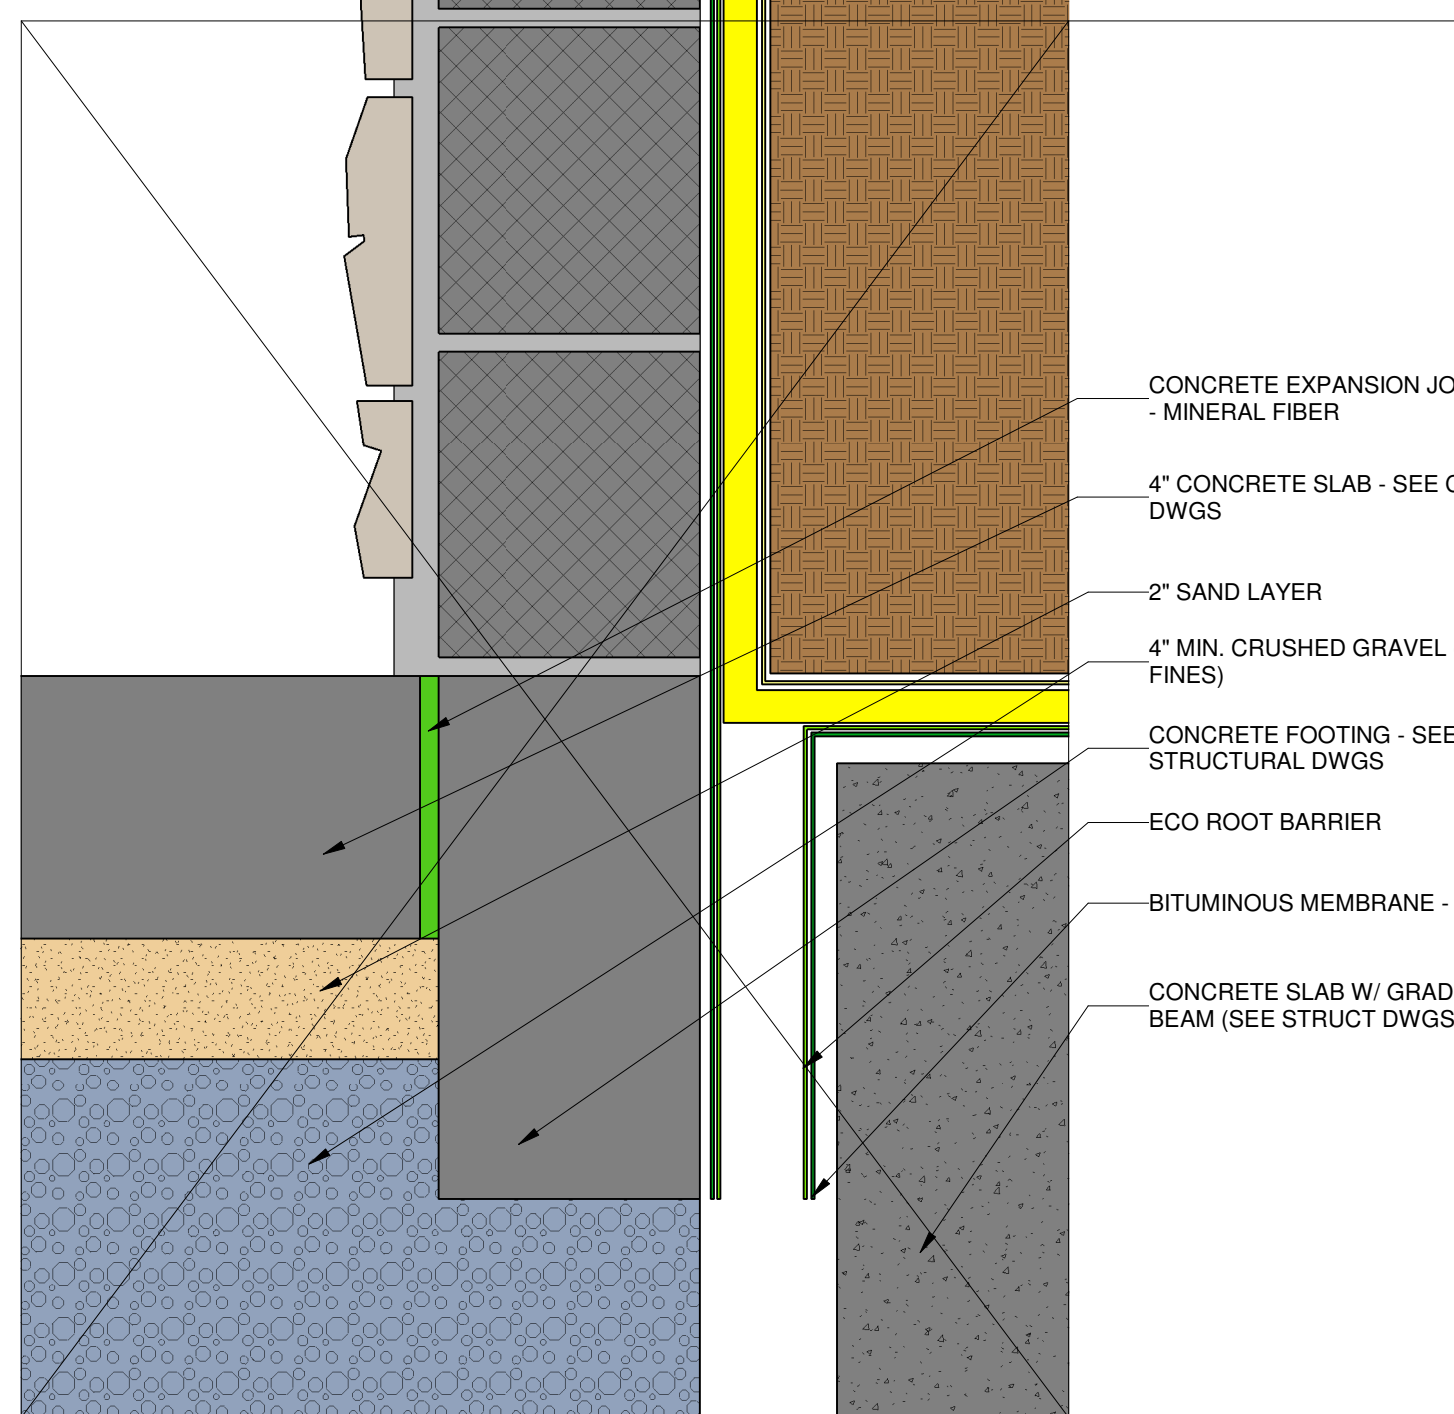 CONCRETE EXPANSION
- MINERAL FIBER
4" CONCRETE SLAB - SEE
DWGS
2" SAND LAYER
4" MIN. CRUSHED GRAVEL
FINES)
CONCRETE FOOTING - SEE
STRUCTURAL DWGS
ECO ROOT BARRIER
BITUMINOUS MEMBRANE -
CONCRETE SLAB W/ GRAD
BEAM (SEE STRUCT DWGS